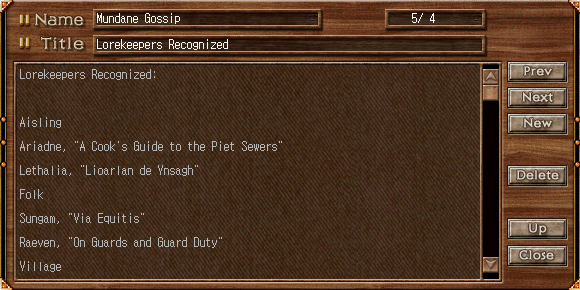 Name Mundane Gossip 5/ 4
Title Lorekeepers Recognized
Lorekeepers Recognized:
Aisling
Ariadne, "A Cook's Guide to the Piet Sewers"
Lethalia, "Lioarlan de Ynsagh"
Folk
Sungam, "Via Equitis"
Raeven, "On Guards and Guard Duty"
Village
Prev
Next
New
Delete
Up
Close